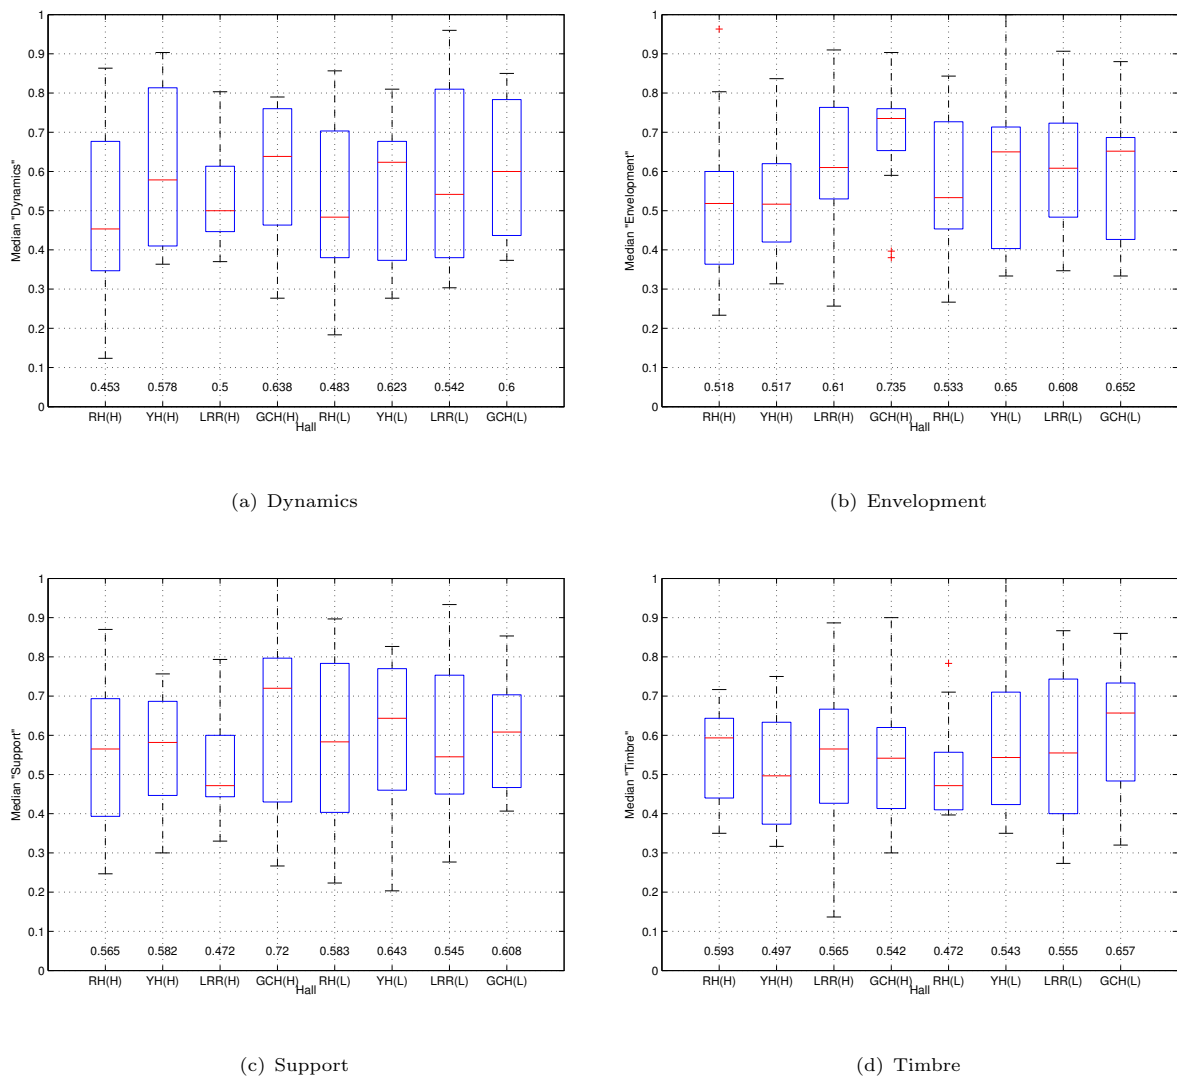 1
0.9
0.8
0.7
0.6
0.5
0.4
0.3
0.2
0.1
0
Median "Dynamics"
0.453 0.578 0.5 0.638 0.483 0.623 0.542 0.6
RH(H) YH(H) LRR(H) GCH(H) RH(L) YH(L) LRR(L) GCH(L)
Hall
(a) Dynamics
1
0.9
0.8
0.7
0.6
0.5
0.4
0.3
0.2
0.1
0
Median "Envelopment"
0.518 0.517 0.61 0.735 0.533 0.65 0.608 0.652
RH(H) YH(H) LRR(H) GCH(H) RH(L) YH(L) LRR(L) GCH(L)
Hall
(b) Envelopment
1
0.9
0.8
0.7
0.6
0.5
0.4
0.3
0.2
0.1
0
Median "Support"
0.565 0.582 0.472 0.72 0.583 0.643 0.545 0.608
RH(H) YH(H) LRR(H) GCH(H) RH(L) YH(L) LRR(L) GCH(L)
Hall
(c) Support
1
0.9
0.8
0.7
0.6
0.5
0.4
0.3
0.2
0.1
0
Median "Timbre"
0.593 0.497 0.565 0.542 0.472 0.543 0.555 0.657
RH(H) YH(H) LRR(H) GCH(H) RH(L) YH(L) LRR(L) GCH(L)
Hall
(d) Timbre